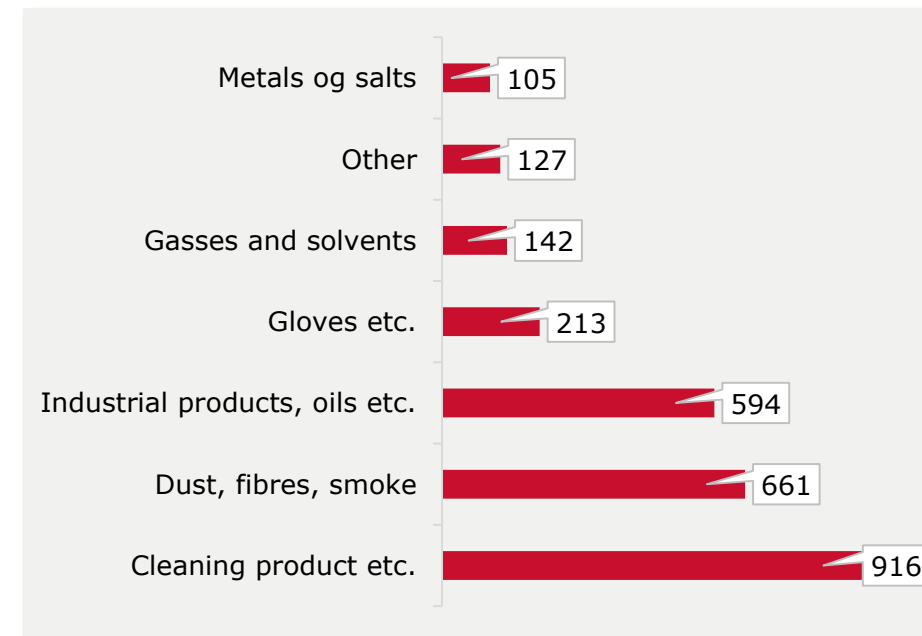 Metals og salts 105
Other 127
Gasses and solvents 142
Gloves etc. 213
Industrial products, oils etc. 594
Dust, fibres, smoke 661
Cleaning product etc. 916